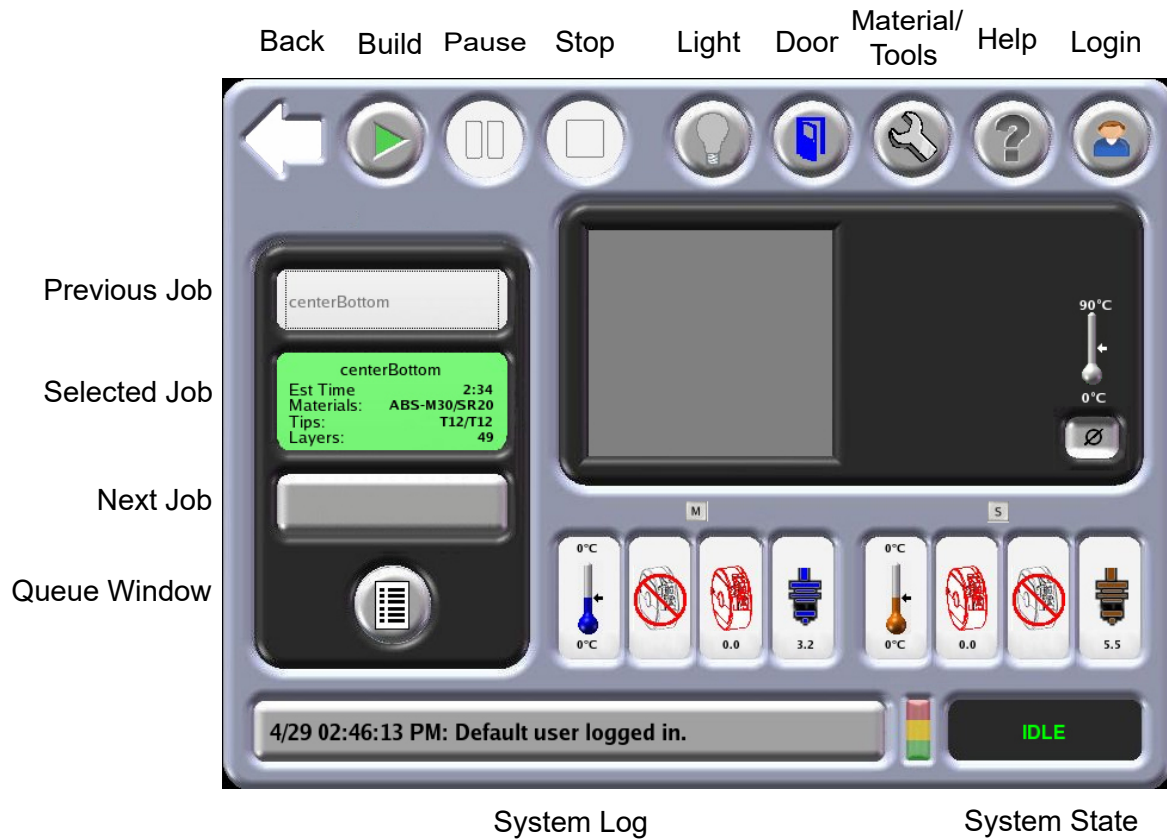 Back
Build
Pause
Stop
Light
Door
Material/
Tools
Help
Login
Previous Job
centerBottom
Selected Job
centerBottom
Est Time 2:34
Materials: ABS-M30/SR20
Tips: T12/T12
Layers: 49
Next Job
Queue Window
90°C
0°C
M
S
0°C
0°C
0.0
3.2
0°C
0°C
0.0
5.5
4/29 02:46:13 PM: Default user logged in.
IDLE
System Log
System State